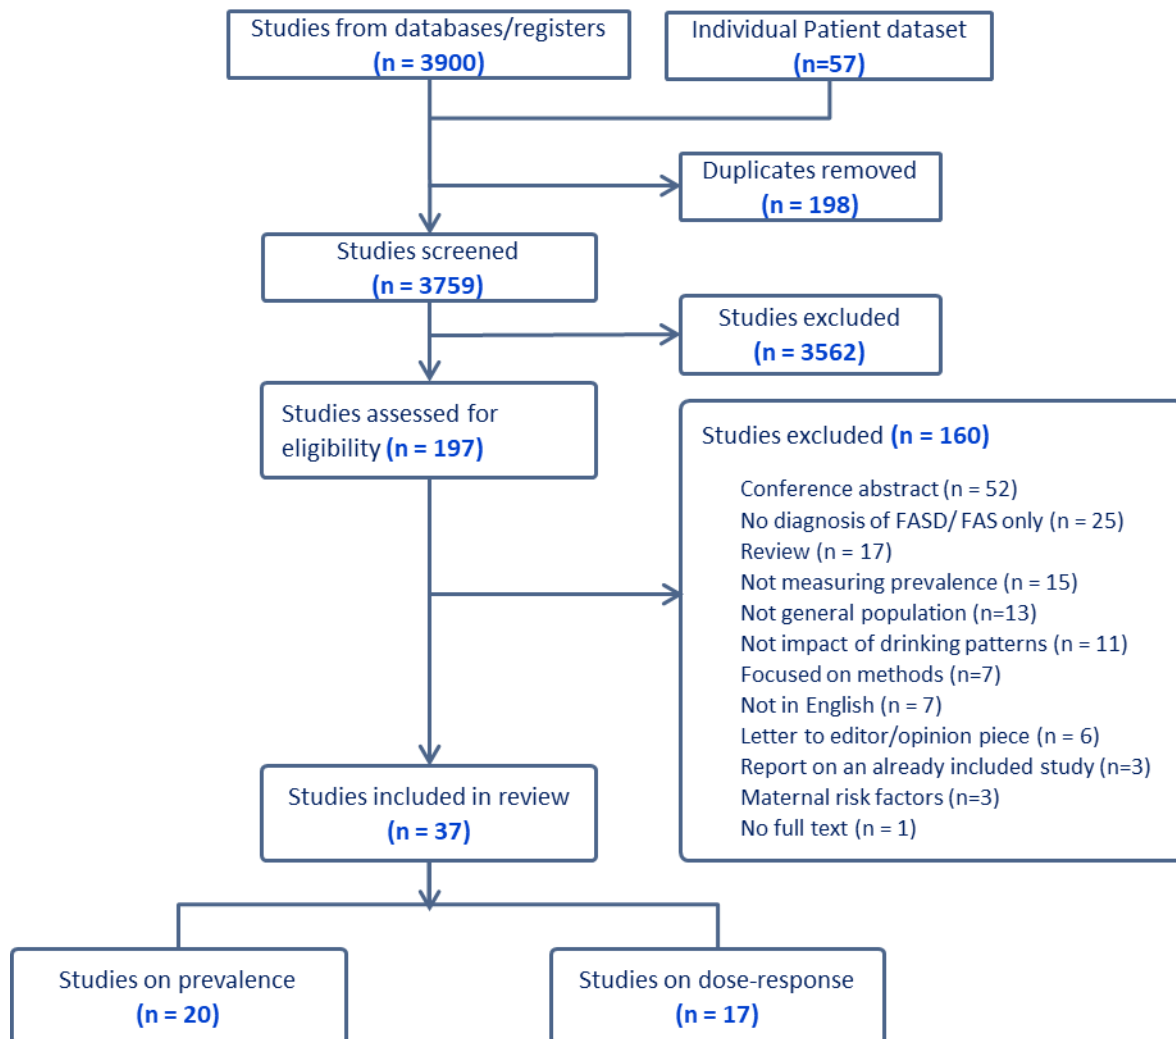 Studies from databases/registers
(n = 3900)
Individual Patient dataset
(n=57)
Duplicates removed
(n = 198)
Studies screened
(n = 3759)
Studies excluded
(n = 3562)
Studies assessed for
eligibility (n = 197)
Studies excluded (n = 160)
Conference abstract (n = 52)
No diagnosis of FASD/ FAS only (n = 25)
Review (n = 17)
Not measuring prevalence (n = 15)
Not general population (n=13)
Not impact of drinking patterns (n = 11)
Focused on methods (n=7)
Not in English (n = 7)
Letter to editor/opinion piece (n = 6)
Report on an already included study (n=3)
Maternal risk factors (n=3)
No full text (n = 1)
Studies included in review
(n = 37)
Studies on prevalence
(n = 20)
Studies on dose-response
(n = 17)